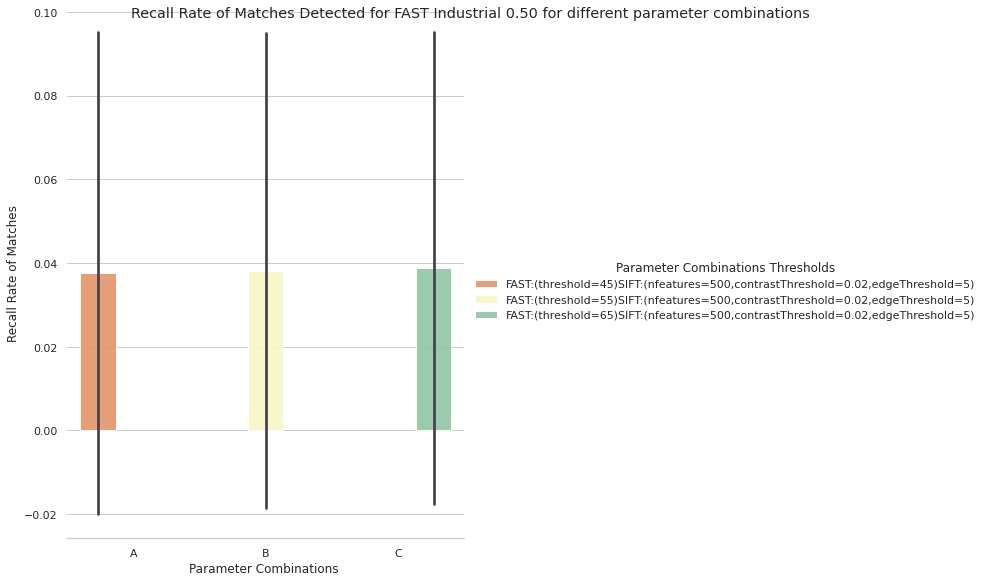 Recall Rate of Matches Detected for FAST Industrial 0.50 for different parameter combinations
0.10
0.08
0.06
0.04
0.02
0.00
−0.02
Recall Rate of Matches
A
B
C
Parameter Combinations
Parameter Combinations Thresholds
FAST:(threshold=45)SIFT:(nfeatures=500,contrastThreshold=0.02,edgeThreshold=5)
FAST:(threshold=55)SIFT:(nfeatures=500,contrastThreshold=0.02,edgeThreshold=5)
FAST:(threshold=65)SIFT:(nfeatures=500,contrastThreshold=0.02,edgeThreshold=5)